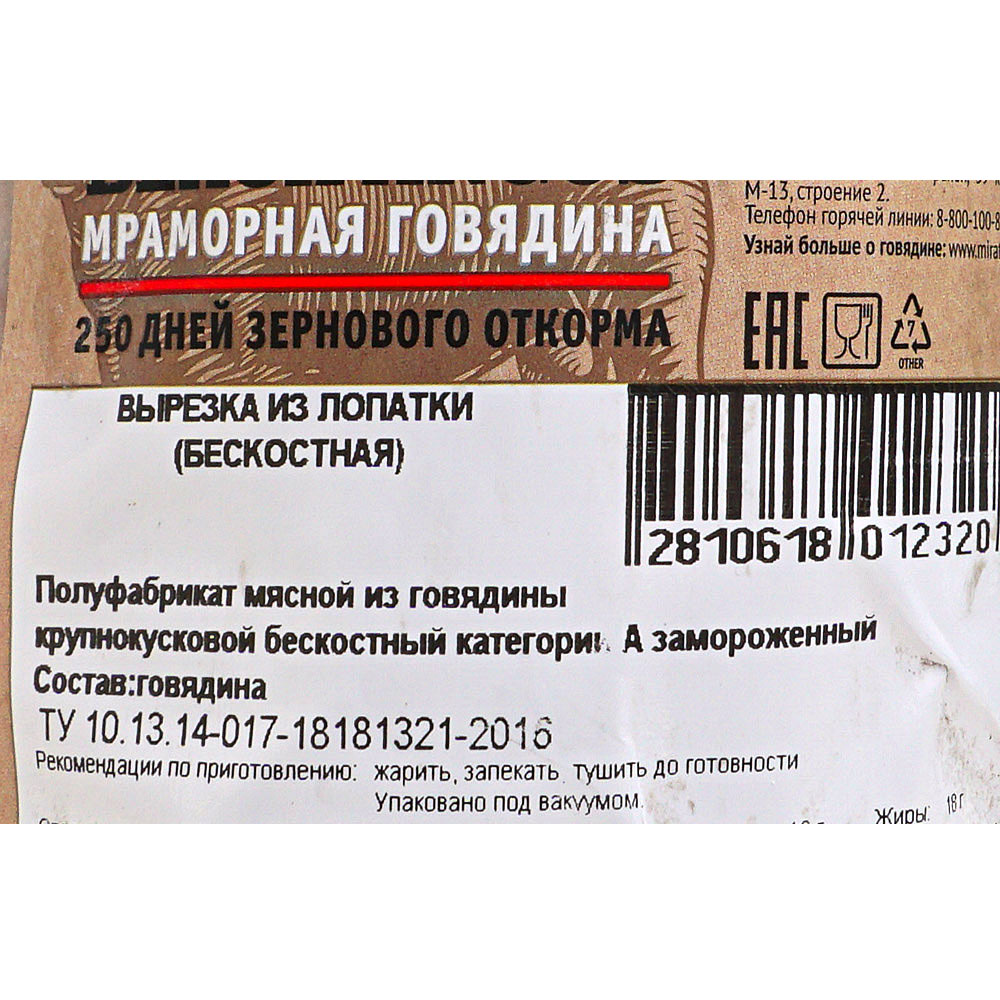 М-13, строение 2.
Телефон горячей линии: 8-800-100-8
Узнай больше о говядине: www.mirat
МРАМОРНАЯ ГОВЯДИНА
250 ДНЕЙ ЗЕРНОВОГО ОТКОРМА
EAC
7
OTHER
ВЫРЕЗКА ИЗ ЛОПАТКИ
(БЕСКОСТНАЯ)
2810618 012320
Полуфабрикат мясной из говядины
крупнокусковой бескостный категории А замороженный
Состав:говядина
ТУ 10.13.14-017-18181321-2016
Рекомендации по приготовлению: жарить, запекать тушить до готовности
Упаковано под вакуумом.
Жиры: 18 г